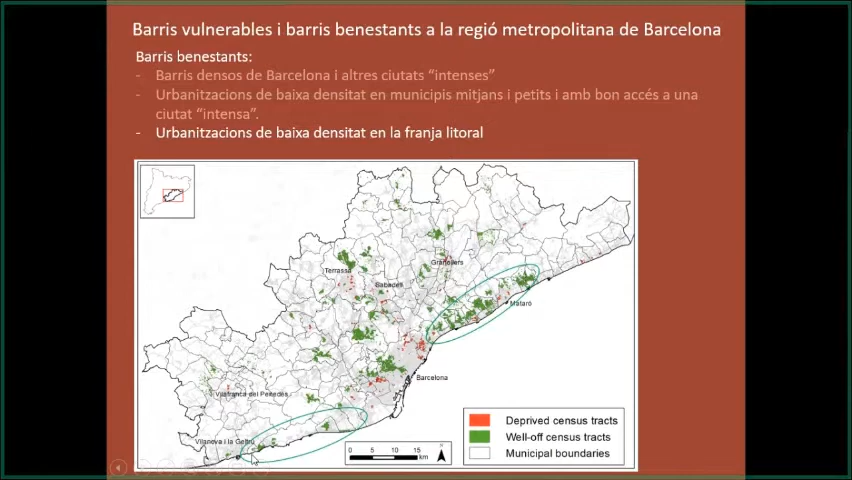 Barris vulnerables i barris benestants a la regió metropolitana de Barcelona
Barris benestants:
- Barris densos de Barcelona i altres ciutats “intenses”
- Urbanitzacions de baixa densitat en municipis mitjans i petits i amb bon accés a una
ciutat “intensa”.
- Urbanitzacions de baixa densitat en la franja litoral
Granollers
Terrassa
Sabadell
Mataró
Barcelona
Vilafranca del Penedès
Vilanova i la Geltrú
Deprived census tracts
Well-off census tracts
Municipal boundaries
0 5 10 15
km
N